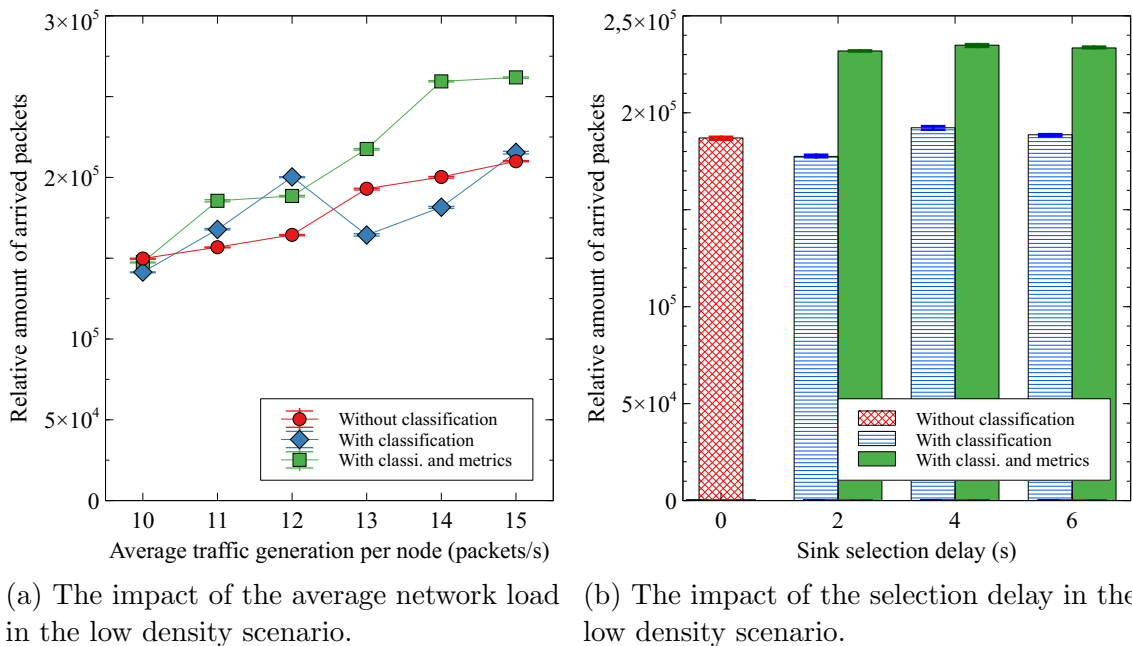 3×10⁵
2×10⁵
10⁵
5×10⁴
0
Relative amount of arrived packets
10 11 12 13 14 15
Average traffic generation per node (packets/s)
Without classification
With classification
With classi. and metrics
(a) The impact of the average network load
in the low density scenario.
2,5×10⁵
2×10⁵
10⁵
5×10⁴
0
Relative amount of arrived packets
0 2 4 6
Sink selection delay (s)
Without classification
With classification
With classi. and metrics
(b) The impact of the selection delay in the
low density scenario.